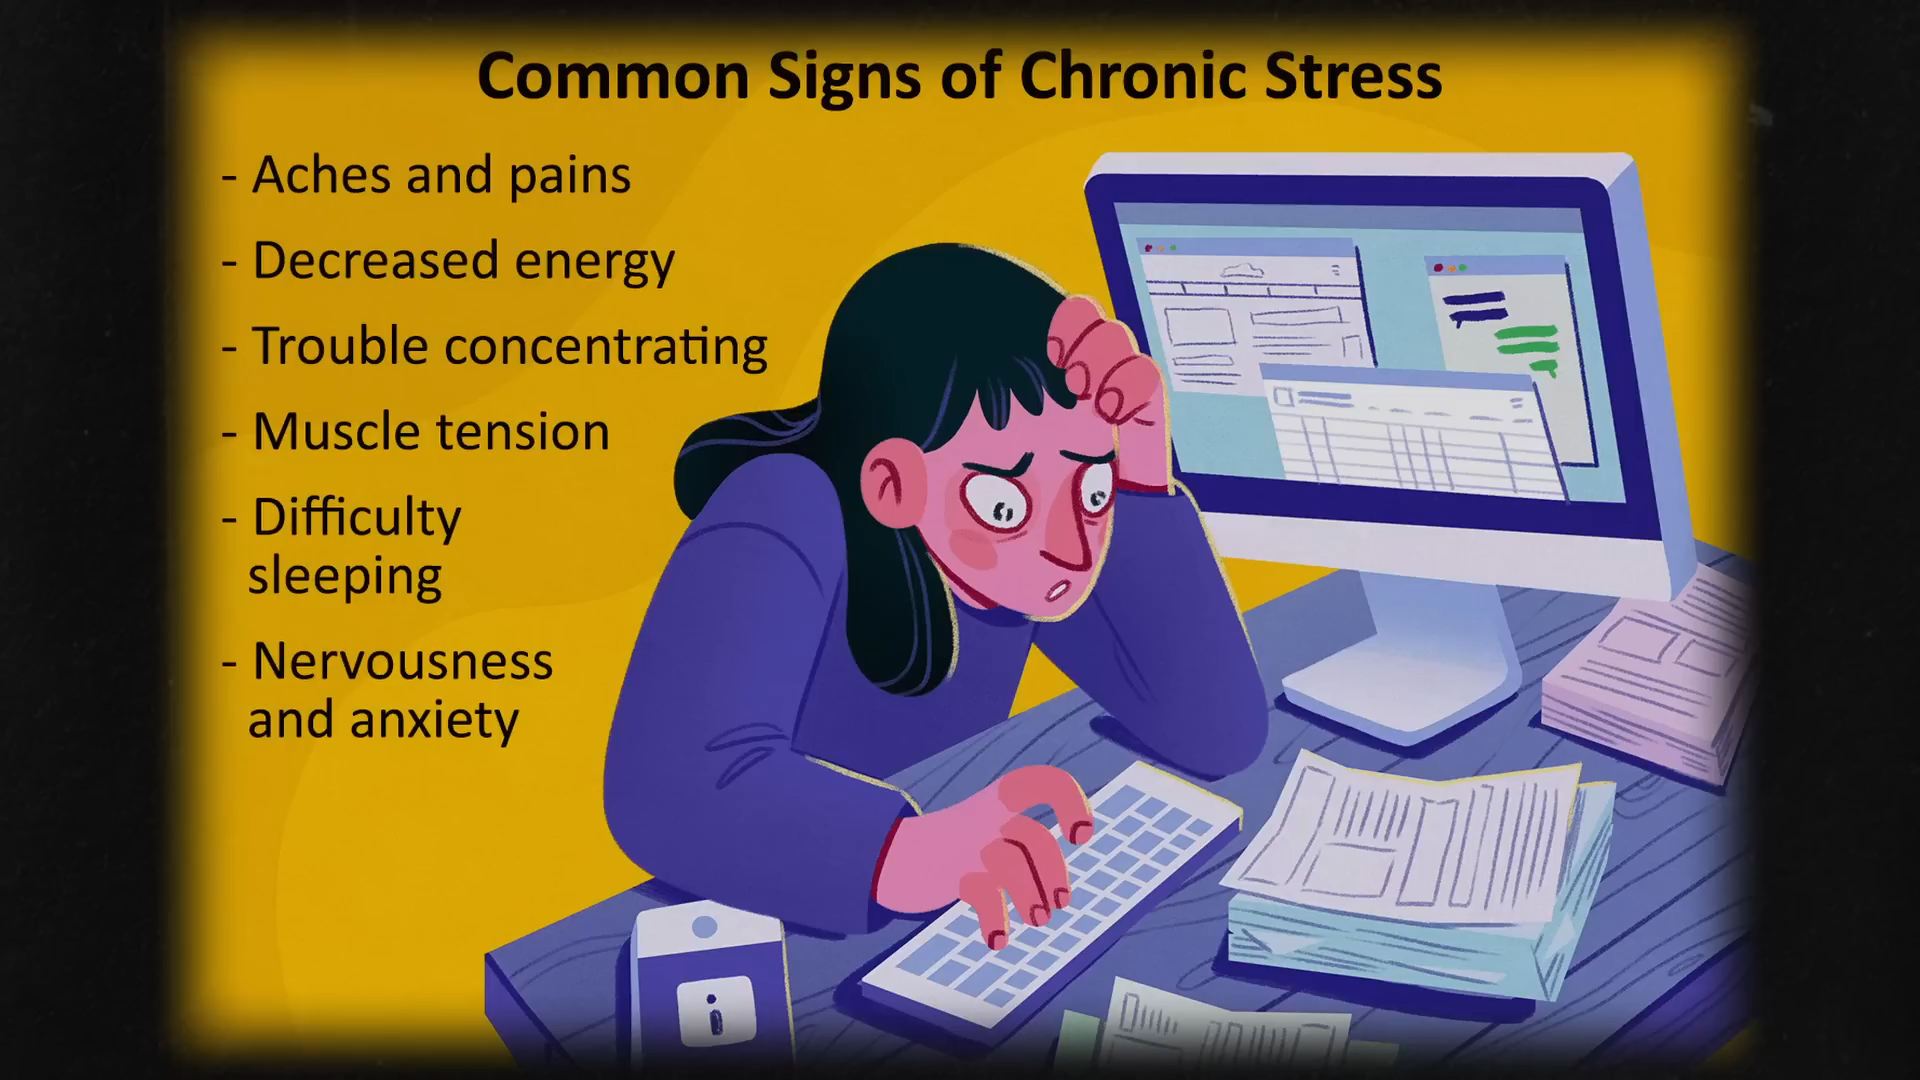 Common Signs of Chronic Stress
- Aches and pains
- Decreased energy
- Trouble concentrating
- Muscle tension
- Difficulty
sleeping
- Nervousness
and anxiety
i